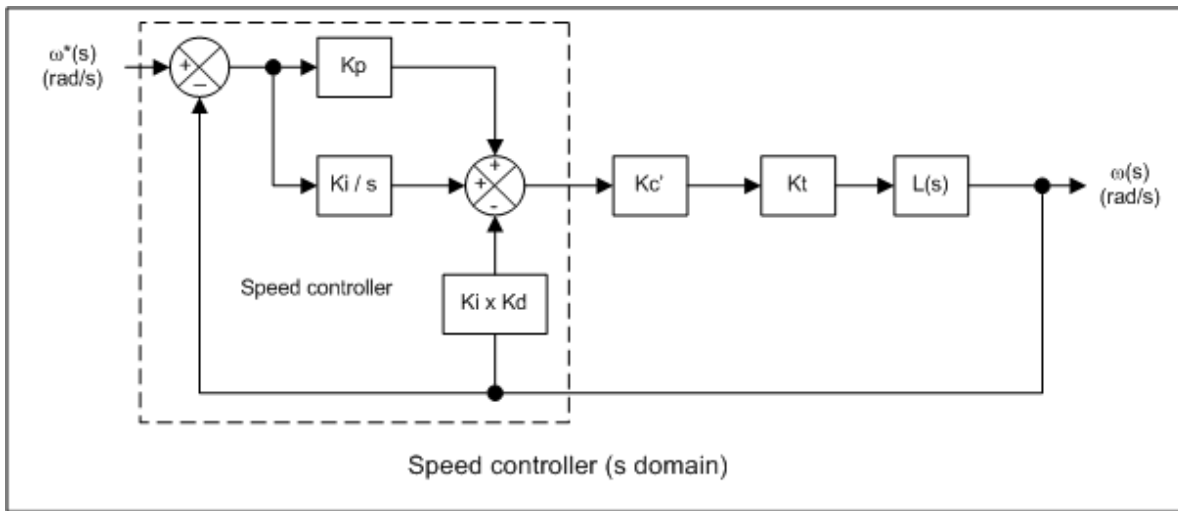 ω*(s)
(rad/s)
+
–
Kp
Ki / s
+
+
-
Kc'
Kt
L(s)
ω(s)
(rad/s)
Speed controller
Ki x Kd
Speed controller (s domain)